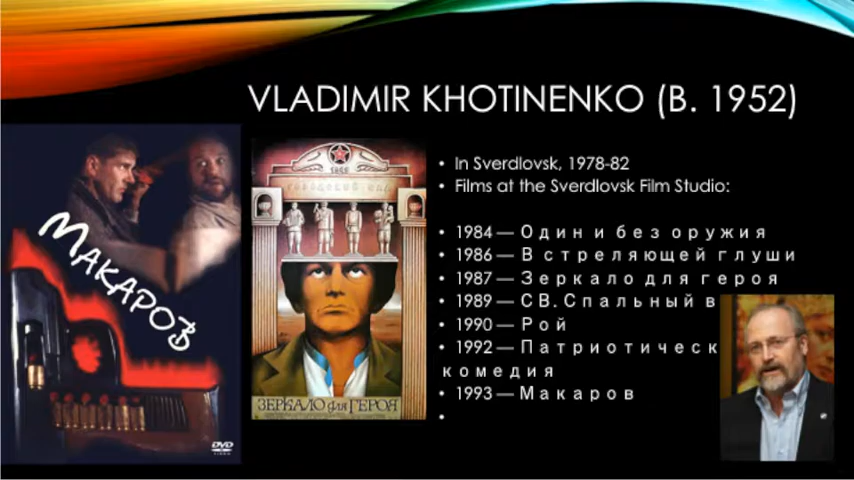 VLADIMIR KHOTINENKO (B. 1952)
МАКАРОВ
DVD
1949
ЗЕРКАЛО для ГЕРОЯ
• In Sverdlovsk, 1978-82
• Films at the Sverdlovsk Film Studio:
• 1984 — Один и без оружия
• 1986 — В стреляющей глуши
• 1987 — Зеркало для героя
• 1989 — СВ. Спальный в
• 1990 — Рой
• 1992 — Патриотическ
комедия
• 1993 — Макаров
•